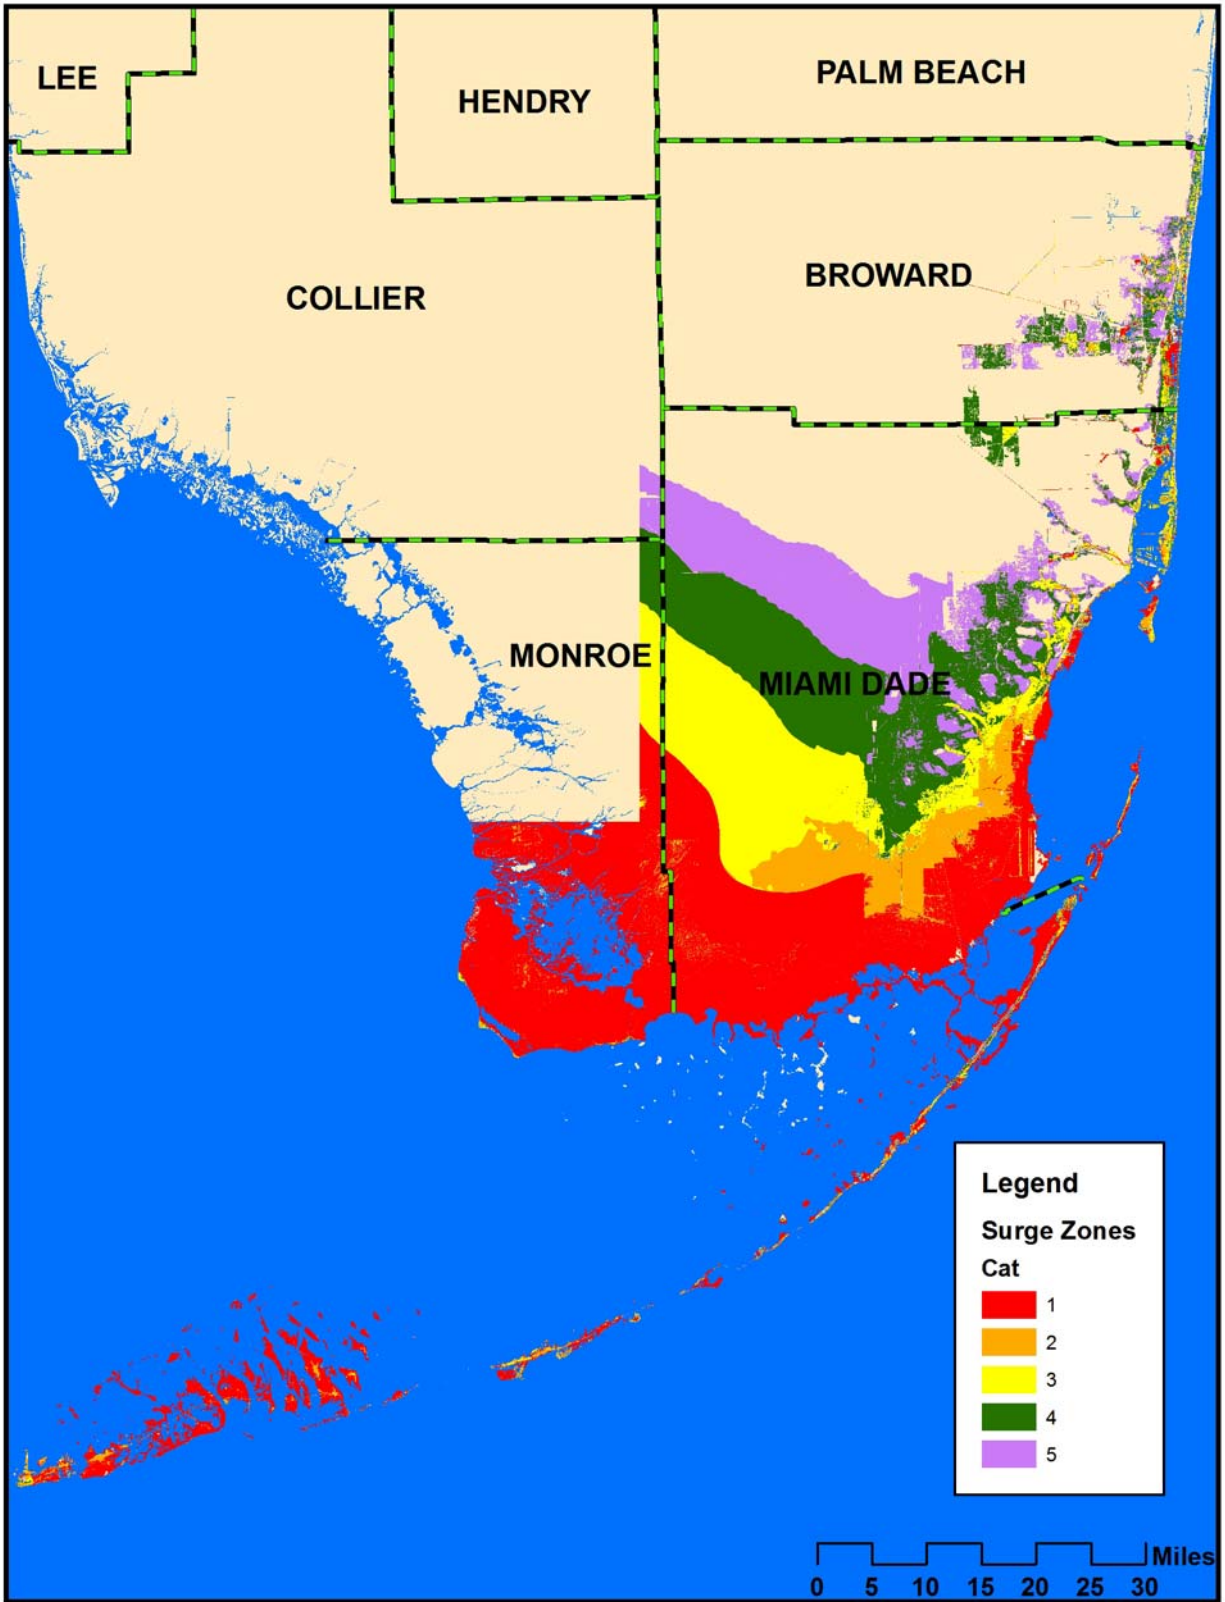 LEE
HENDRY
PALM BEACH
COLLIER
BROWARD
MONROE
MIAMI DADE
Legend
Surge Zones
Cat
1
2
3
4
5
Miles
0 5 10 15 20 25 30